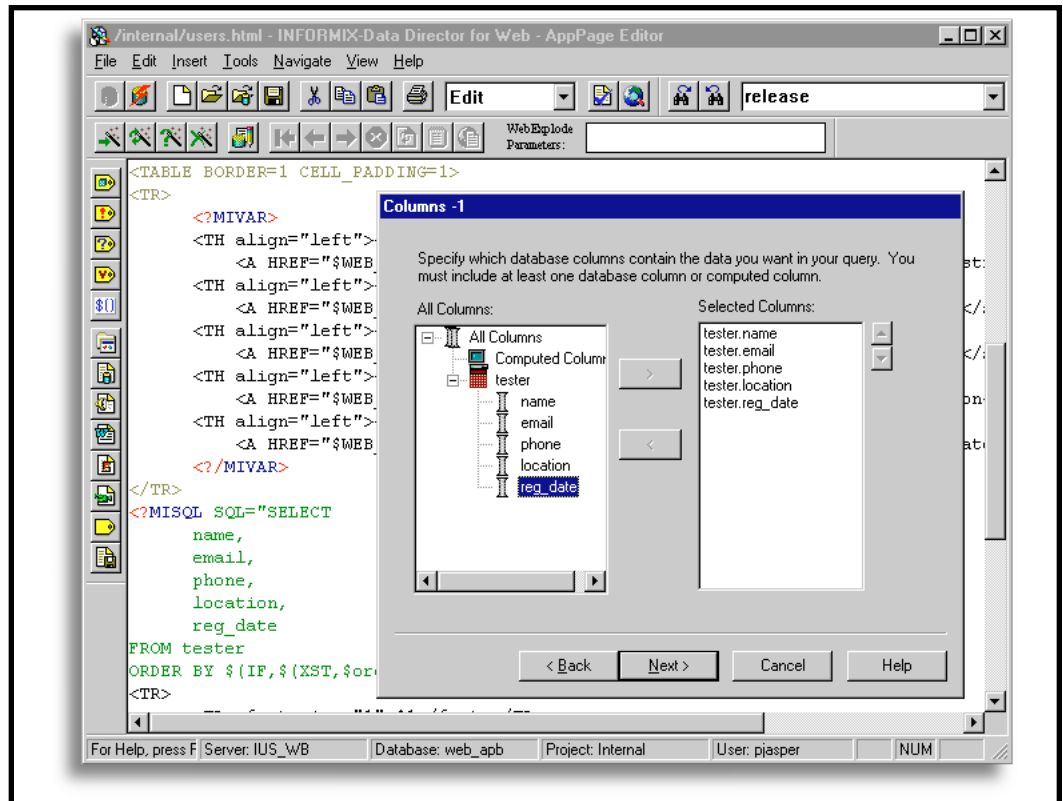 /internal/users.html - INFORMIX-Data Director for Web - AppPage Editor
File Edit Insert Tools Navigate View Help
Edit
release
WebExplode
Parameters:
<TABLE BORDER=1 CELL_PADDING=1>
<TR>
<?MIVAR>
<TH align="left">
<A HREF="$WEB
<TH align="left">
<A HREF="$WEB
<TH align="left">
<A HREF="$WEB
<TH align="left">
<A HREF="$WEB
<TH align="left">
<A HREF="$WEB
<?/MIVAR>
</TR>
<?MISQL SQL="SELECT
name,
email,
phone,
location,
reg_date
FROM tester
ORDER BY $(IF,$(XST,$or
<TR>
Columns -1
Specify which database columns contain the data you want in your query. You
must include at least one database column or computed column.
All Columns:
All Columns
Computed Column
tester
name
email
phone
location
reg_date
>
<
Selected Columns:
tester.name
tester.email
tester.phone
tester.location
tester.reg_date
< Back Next > Cancel Help
For Help, press F Server: IUS_WB Database: web_apb Project: Internal User: pjasper NUM